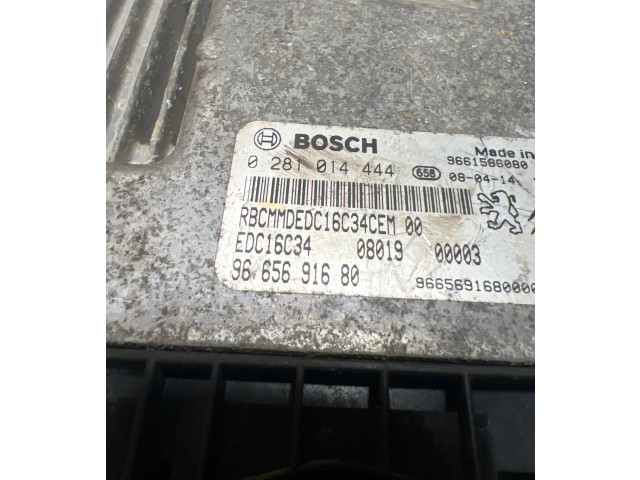 BOSCH
Made in
9661586080
0 281 014 444 658 08-04-14
RBCMMDEDC16C34CEM 00
EDC16C34 08019 00003
96 656 916 80
9665691680000